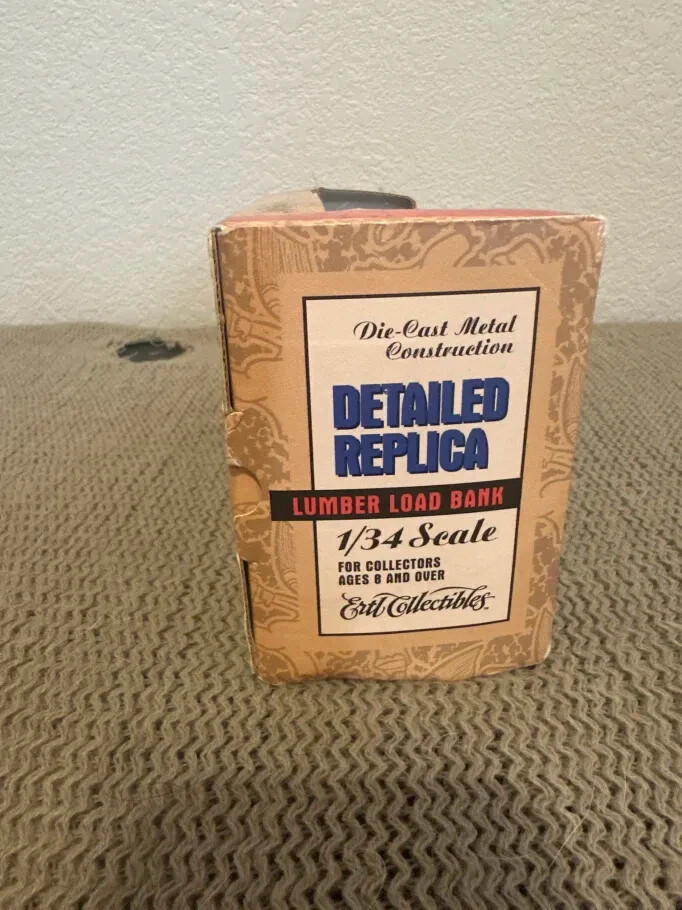 Die-Cast Metal
Construction
DETAILED
REPLICA
LUMBER LOAD BANK
1/34 Scale
FOR COLLECTORS
AGES 8 AND OVER
Ertl Collectibles